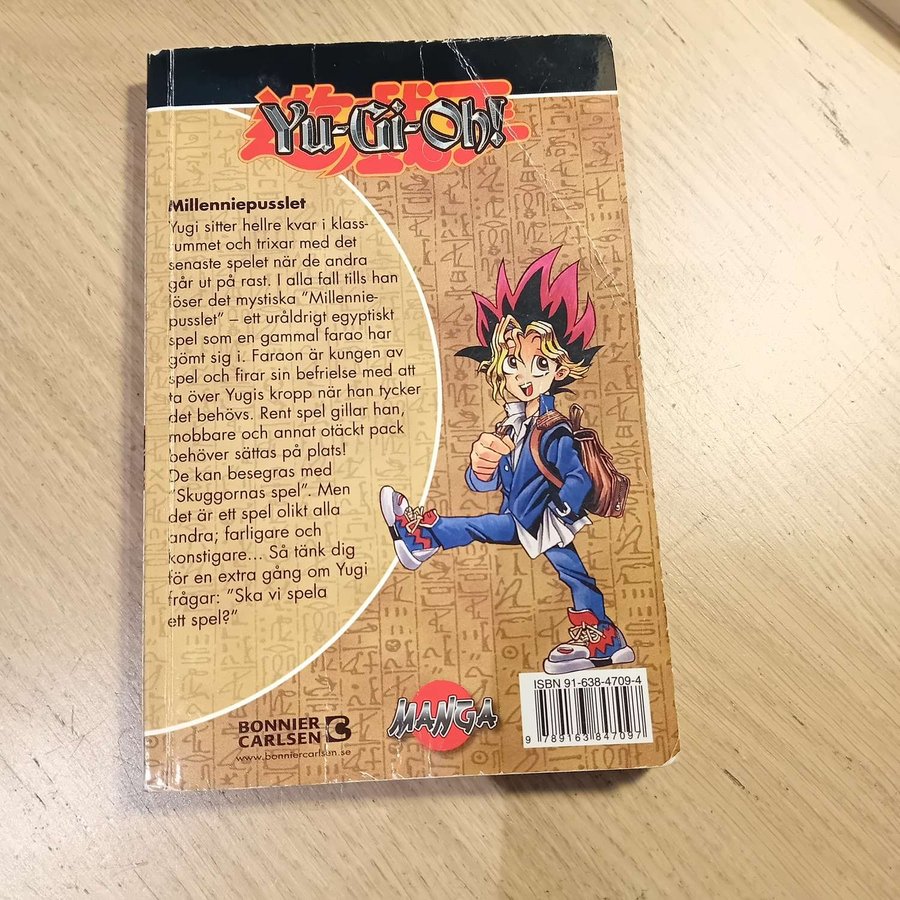 遊戯王
Yu-Gi-Oh!
Millenniepusslet
Yugi sitter hellre kvar i klass-
rummet och trixar med det
senaste spelet när de andra
går ut på rast. I alla fall tills han
löser det mystiska ”Millennie-
pusslet” – ett uråldrigt egyptiskt
spel som en gammal farao har
gömt sig i. Faraon är kungen av
spel och firar sin befrielse med att
ta över Yugis kropp när han tycker
det behövs. Rent spel gillar han,
mobbare och annat otäckt pack
behöver sättas på plats!
De kan besegras med
”Skuggornas spel”. Men
det är ett spel olikt alla
andra; farligare och
konstigare... Så tänk dig
för en extra gång om Yugi
frågar: ”Ska vi spela
ett spel?”
BONNIER
CARLSEN
www.bonniercarlsen.se
MANGA
ISBN 91-638-4709-4
9 789163 847097